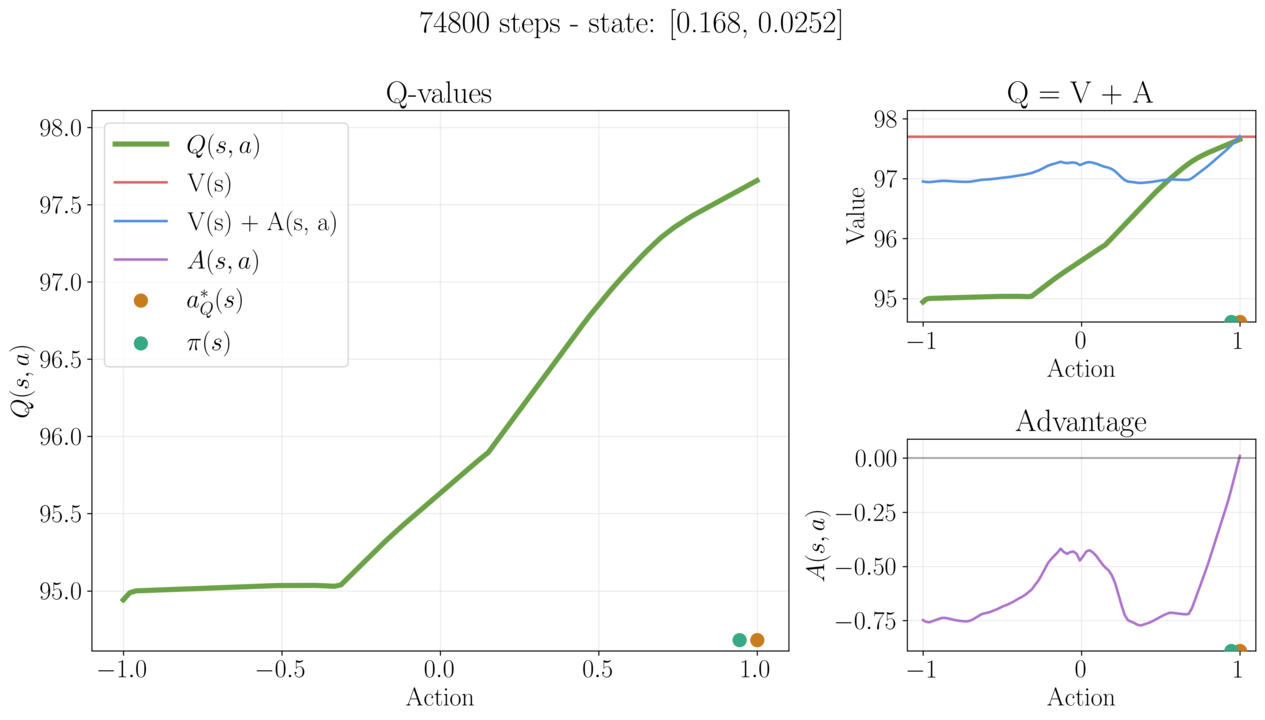 74800 steps - state: [0.168, 0.0252]
Q-values
Q(s, a)
98.0
97.5
97.0
96.5
96.0
95.5
95.0
Q(s, a)
V(s)
V(s) + A(s, a)
A(s, a)
a*_Q(s)
π(s)
−1.0
−0.5
0.0
0.5
1.0
Action
Q = V + A
Value
98
97
96
95
−1
0
1
Action
Advantage
A(s, a)
0.00
−0.25
−0.50
−0.75
−1
0
1
Action